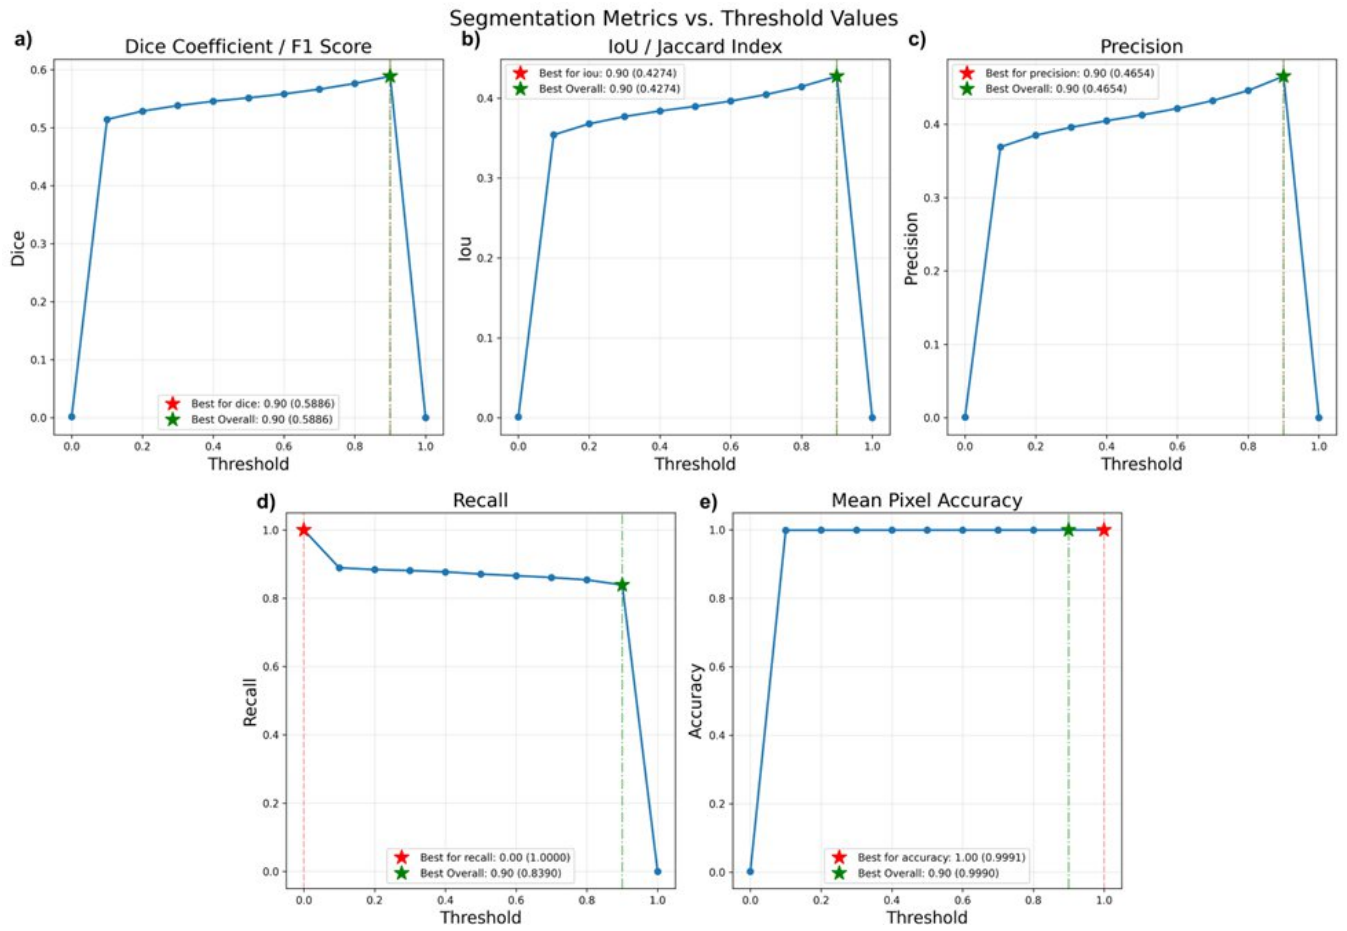 Segmentation Metrics vs. Threshold Values
a)
Dice Coefficient / F1 Score
0.6
0.5
0.4
0.3
0.2
0.1
0.0
Dice
Best for dice: 0.90 (0.5886)
Best Overall: 0.90 (0.5886)
0.0 0.2 0.4 0.6 0.8 1.0
Threshold
b)
IoU / Jaccard Index
Best for iou: 0.90 (0.4274)
Best Overall: 0.90 (0.4274)
0.4
0.3
0.2
0.1
0.0
Iou
0.0 0.2 0.4 0.6 0.8 1.0
Threshold
c)
Precision
Best for precision: 0.90 (0.4654)
Best Overall: 0.90 (0.4654)
0.4
0.3
0.2
0.1
0.0
Precision
0.0 0.2 0.4 0.6 0.8 1.0
Threshold
d)
Recall
1.0
0.8
0.6
0.4
0.2
0.0
Recall
Best for recall: 0.00 (1.0000)
Best Overall: 0.90 (0.8390)
0.0 0.2 0.4 0.6 0.8 1.0
Threshold
e)
Mean Pixel Accuracy
1.0
0.8
0.6
0.4
0.2
0.0
Accuracy
Best for accuracy: 1.00 (0.9991)
Best Overall: 0.90 (0.9990)
0.0 0.2 0.4 0.6 0.8 1.0
Threshold